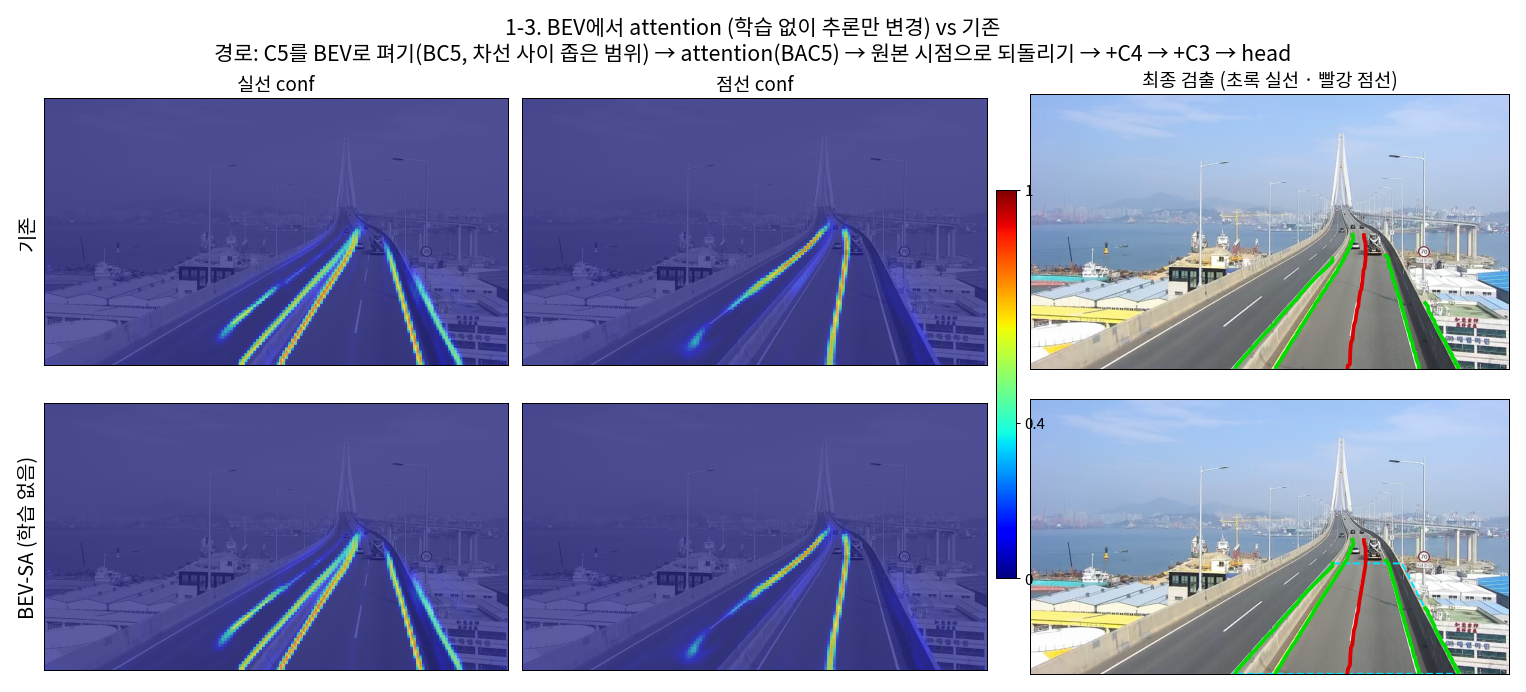 1-3. BEV에서 attention (학습 없이 추론만 변경) vs 기존
경로: C5를 BEV로 펴기(BC5, 차선 사이 좁은 범위) → attention(BAC5) → 원본 시점으로 되돌리기 → +C4 → +C3 → head
실선 conf
점선 conf
최종 검출 (초록 실선 · 빨강 점선)
기존
1
0.4
0
70
BEV-SA (학습 없음)
70